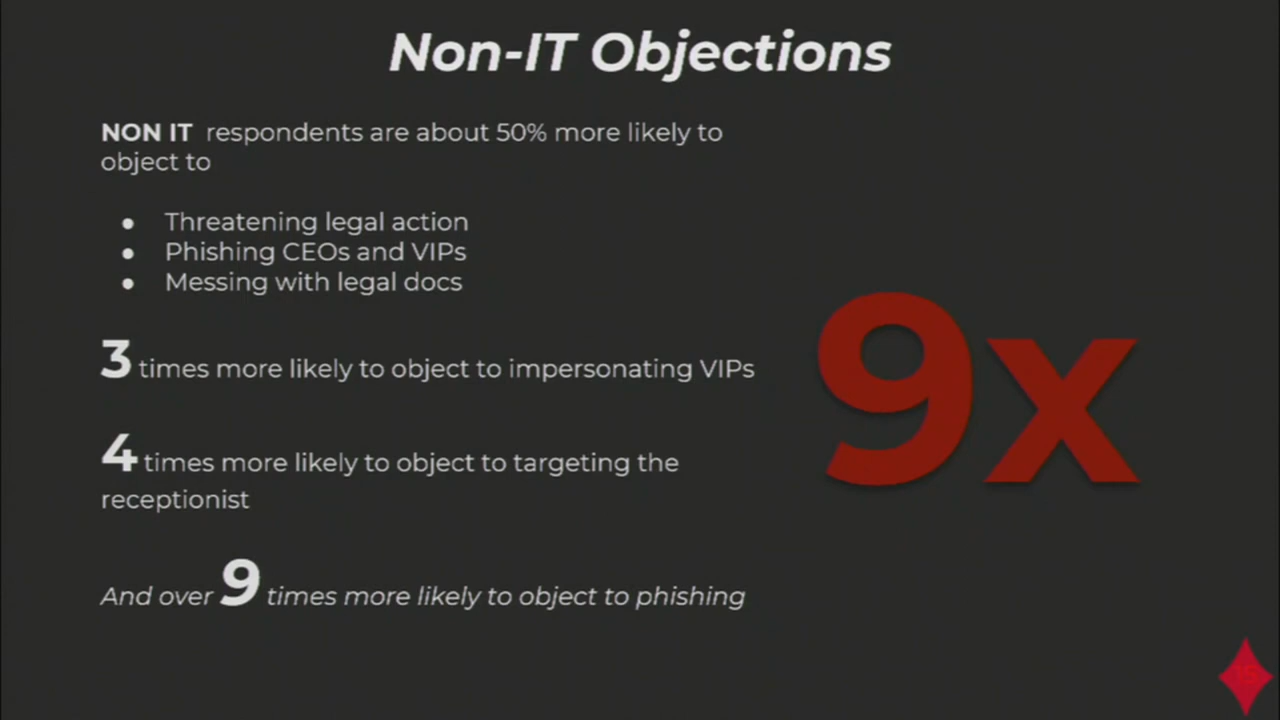 Non-IT Objections
NON IT respondents are about 50% more likely to
object to
● Threatening legal action
● Phishing CEOs and VIPs
● Messing with legal docs
3 times more likely to object to impersonating VIPs
9x
4 times more likely to object to targeting the
receptionist
And over 9 times more likely to object to phishing